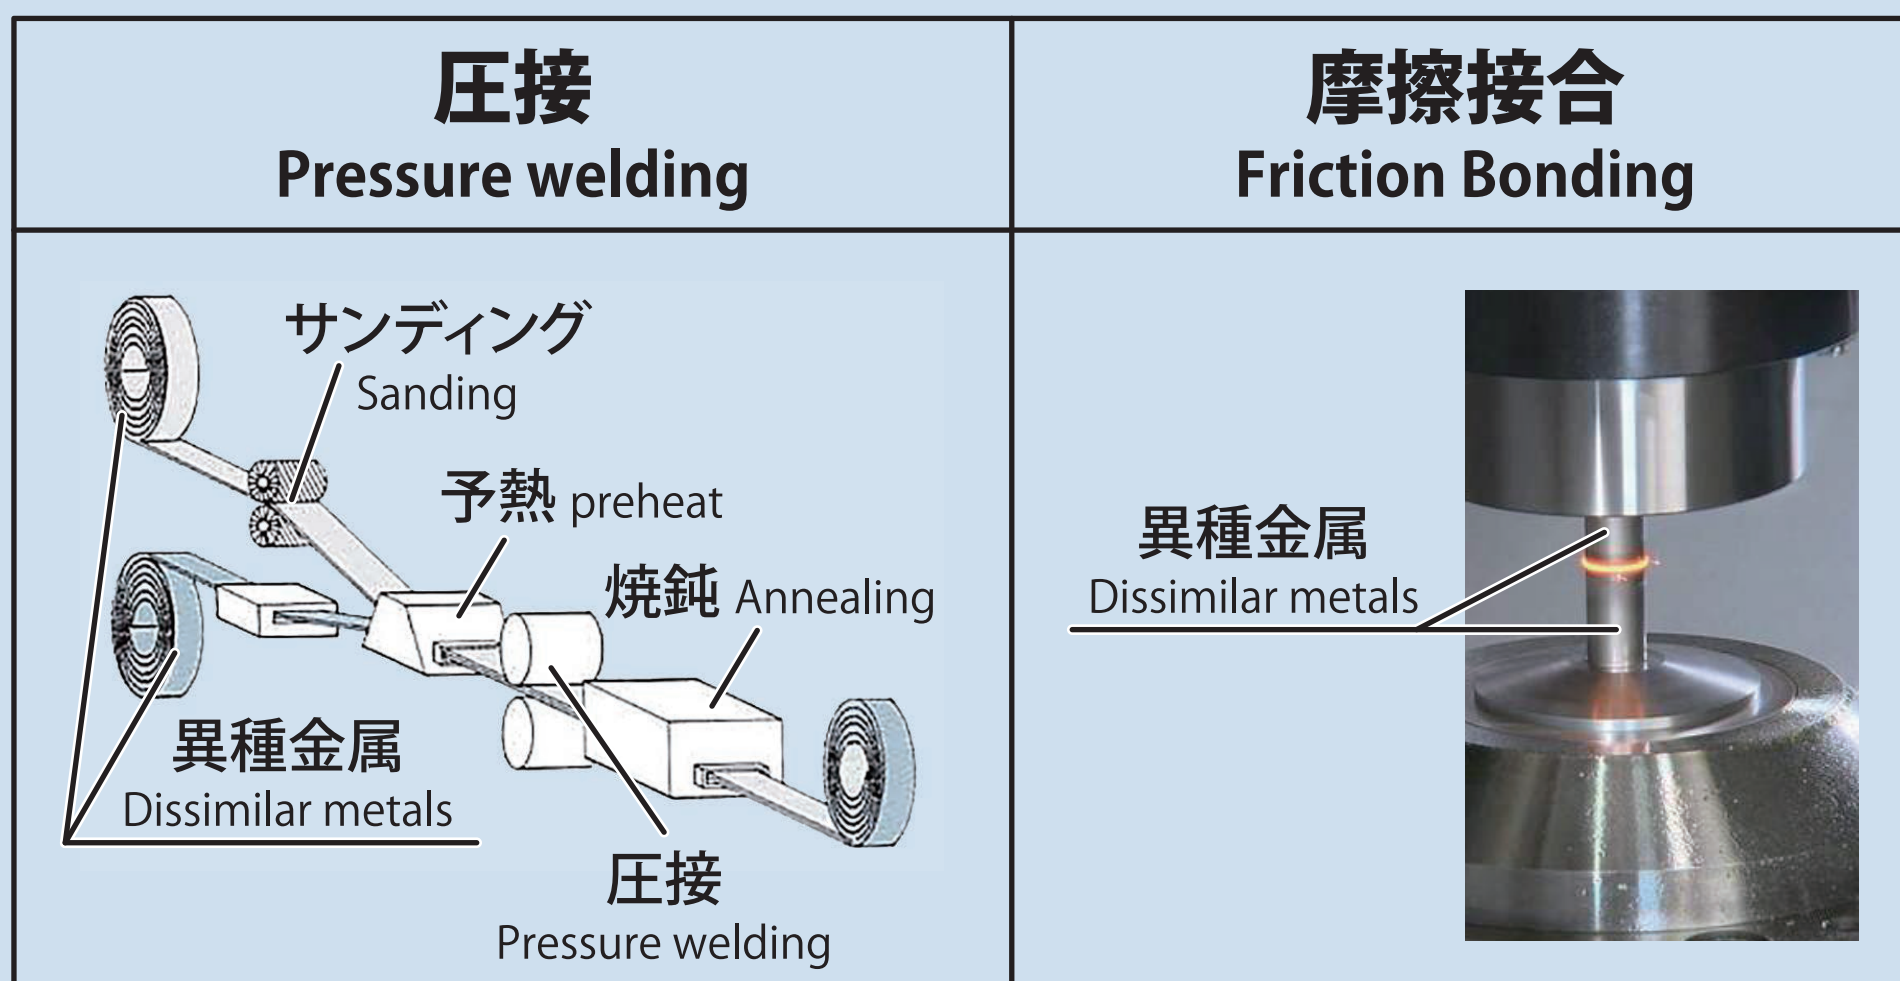 圧接
Pressure welding
摩擦接合
Friction Bonding
サンディング
Sanding
予熱 preheat
焼鈍 Annealing
異種金属
Dissimilar metals
圧接
Pressure welding
異種金属
Dissimilar metals